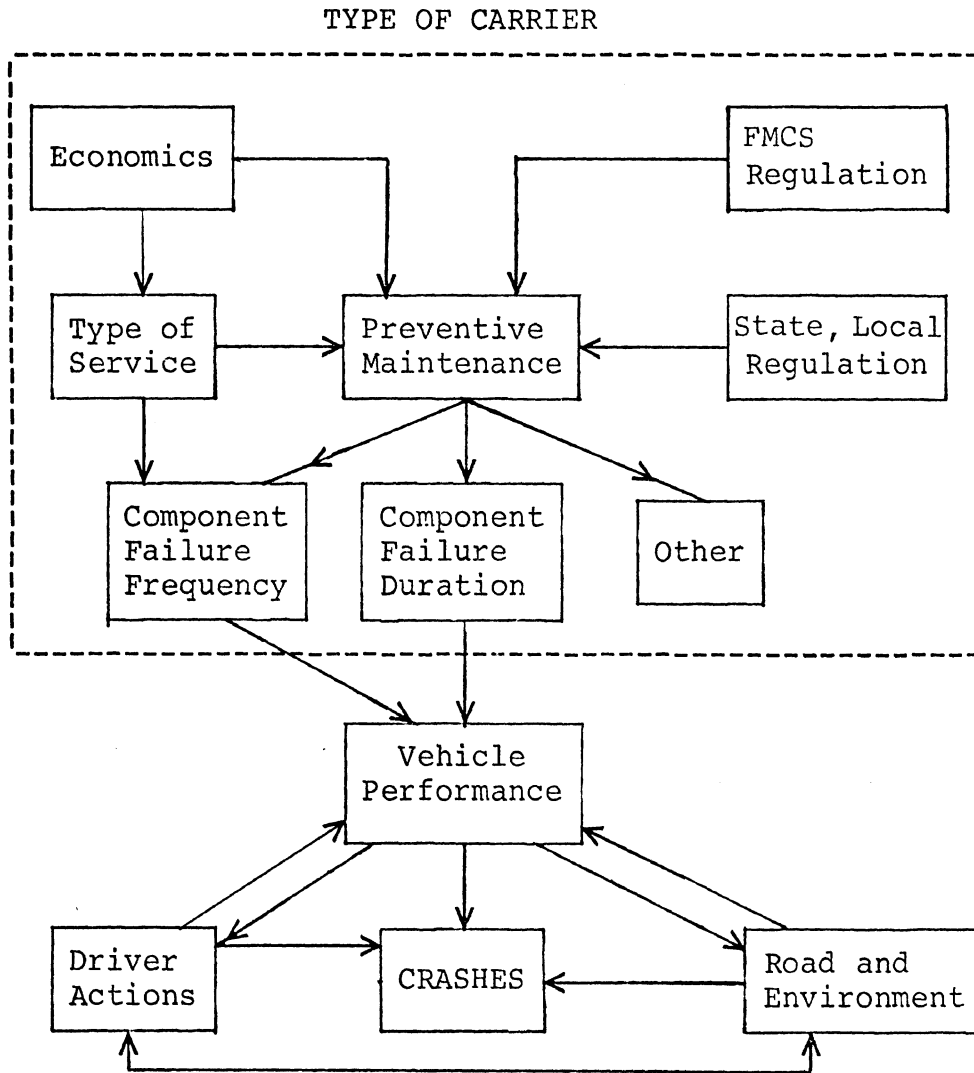 TYPE OF CARRIER
Economics
FMCS
Regulation
Type of
Service
Preventive
Maintenance
State, Local
Regulation
Component
Failure
Frequency
Component
Failure
Duration
Other
Vehicle
Performance
Driver
Actions
CRASHES
Road and
Environment